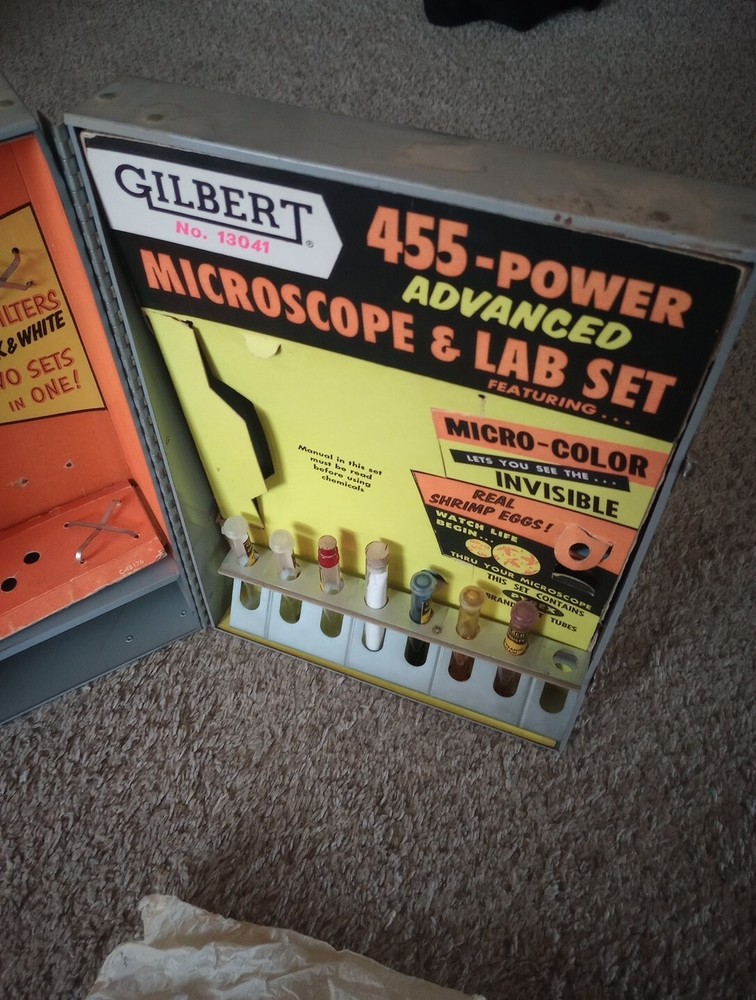 GILBERT
No. 13041
®
455-POWER
ADVANCED
MICROSCOPE & LAB SET
FEATURING...
MICRO-COLOR
LETS YOU SEE THE...
INVISIBLE
REAL
SHRIMP EGGS!
WATCH LIFE
BEGIN...
THRU YOUR MICROSCOPE
THIS SET CONTAINS
PYREX
BRAND
TUBES
Manual in this set
must be read
before using
chemicals
ILTERS
K & WHITE
WO SETS
IN ONE!